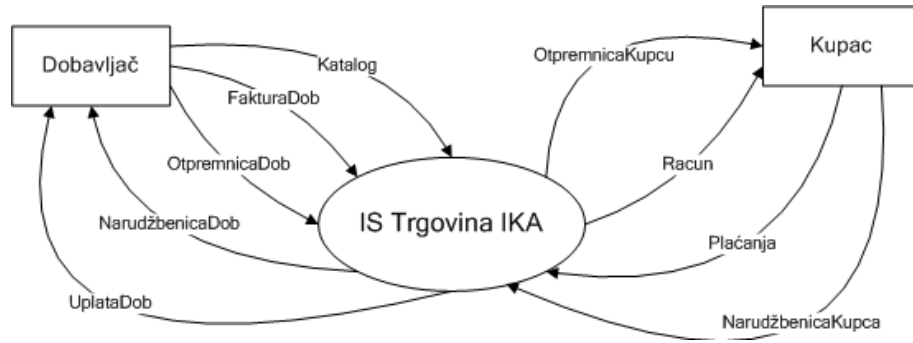 Dobavljač
Katalog
FakturaDob
OtpremnicaDob
NarudžbenicaDob
UplataDob
IS Trgovina IKA
OtpremnicaKupcu
Kupac
Racun
Plaćanja
NarudžbenicaKupca